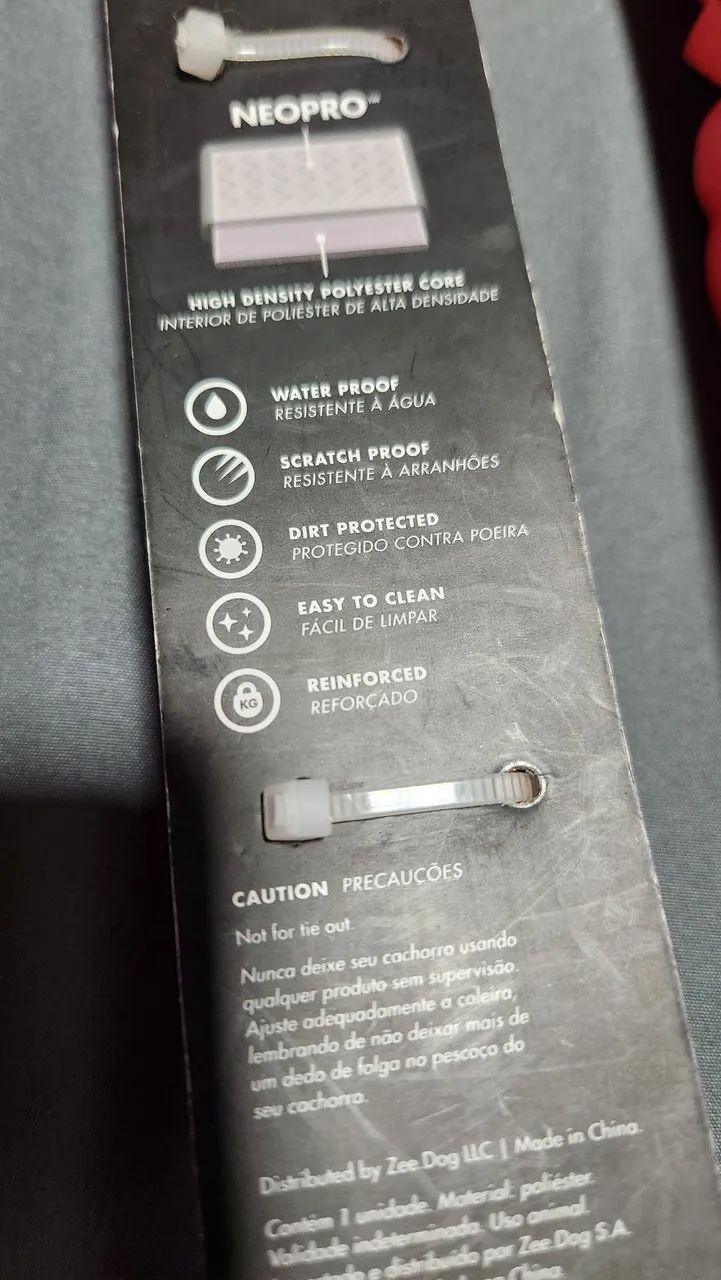 NEOPRO™
HIGH DENSITY POLYESTER CORE
INTERIOR DE POLIÉSTER DE ALTA DENSIDADE
WATER PROOF
RESISTENTE À ÁGUA
SCRATCH PROOF
RESISTENTE À ARRANHÕES
DIRT PROTECTED
PROTEGIDO CONTRA POEIRA
EASY TO CLEAN
FÁCIL DE LIMPAR
KG
REINFORCED
REFORÇADO
CAUTION PRECAUÇÕES
Not for tie out.
Nunca deixe seu cachorro usando
qualquer produto sem supervisão.
Ajuste adequadamente a coleira,
lembrando de não deixar mais de
um dedo de folga no pescoço do
seu cachorro.
Distributed by Zee.Dog LLC | Made in China.
Contém 1 unidade. Material: poliéster.
Validade indeterminada. Uso animal.
e distribuído por Zee.Dog S.A.
China.